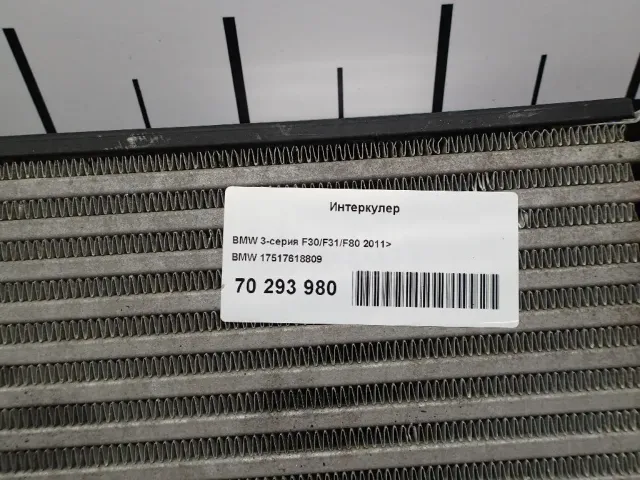 Интеркулер
BMW 3-серия F30/F31/F80 2011>
BMW 17517618809
70 293 980